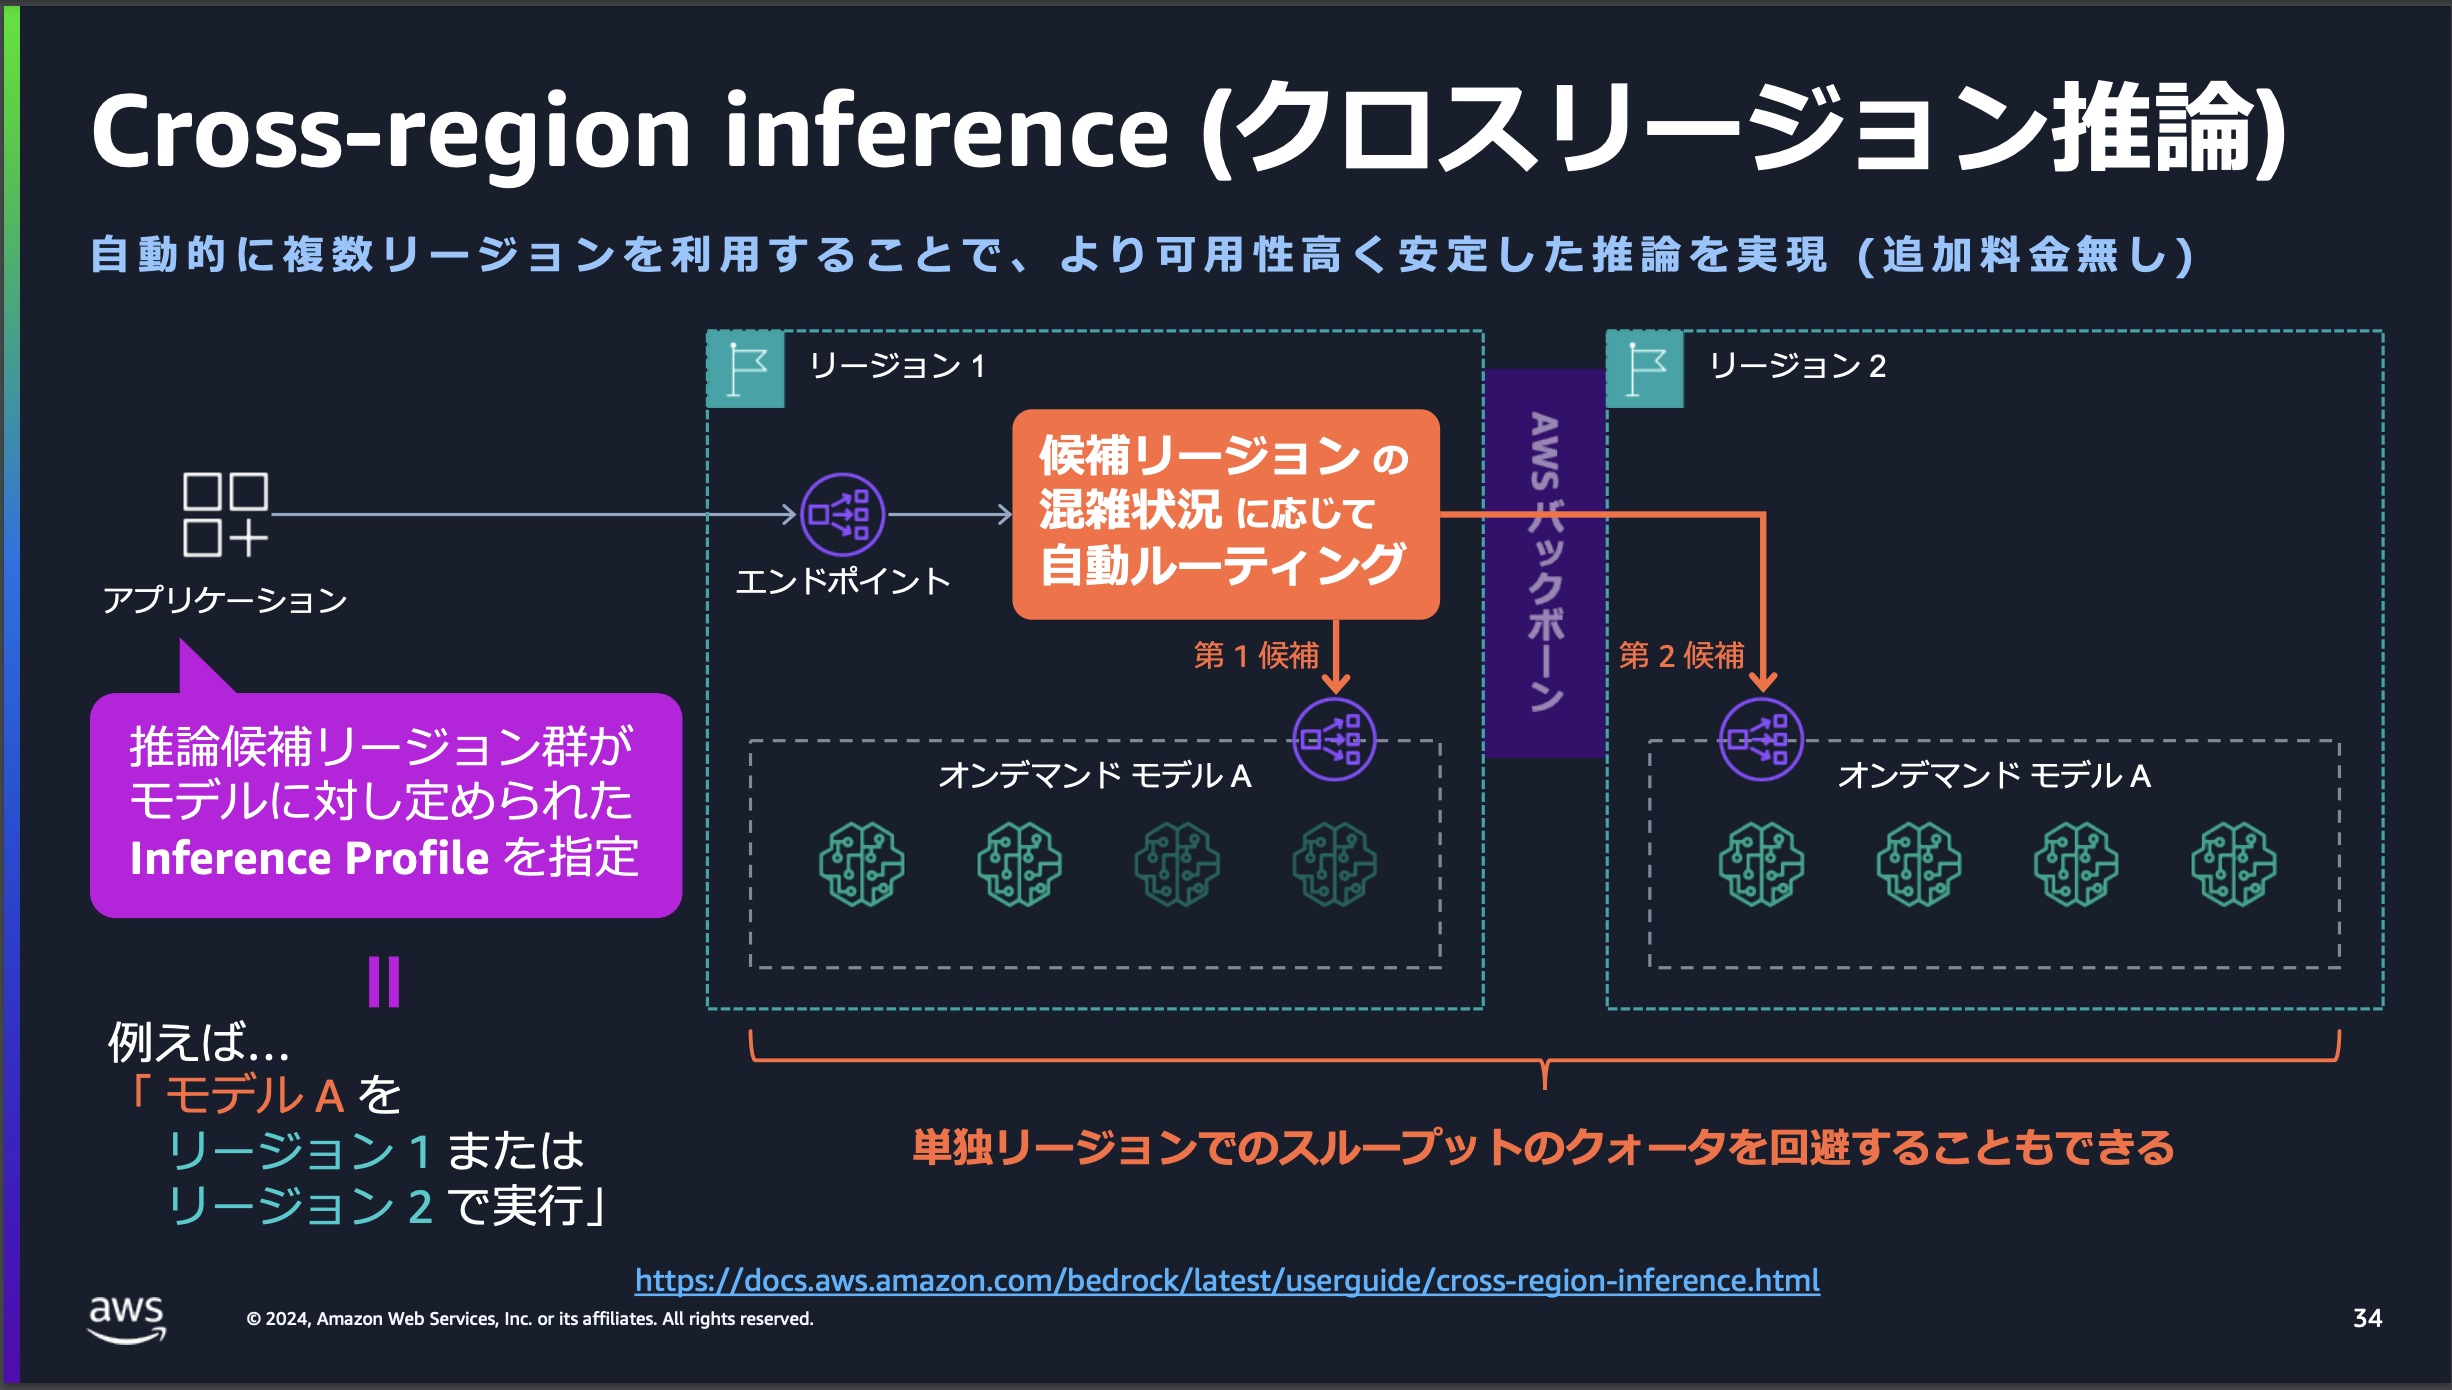 Cross-region inference (クロスリージョン推論)
自動的に複数リージョンを利用することで、より可用性高く安定した推論を実現 (追加料金無し)
アプリケーション
推論候補リージョン群が
モデルに対し定められた
Inference Profile を指定
例えば...
「 モデル A を
リージョン 1 または
リージョン 2 で実行」
リージョン 1
エンドポイント
候補リージョン の
混雑状況 に応じて
自動ルーティング
第 1 候補
オンデマンド モデル A
AWS バックボーン
リージョン 2
第 2 候補
オンデマンド モデル A
単独リージョンでのスループットのクォータを回避することもできる
https://docs.aws.amazon.com/bedrock/latest/userguide/cross-region-inference.html
aws
© 2024, Amazon Web Services, Inc. or its affiliates. All rights reserved.
34